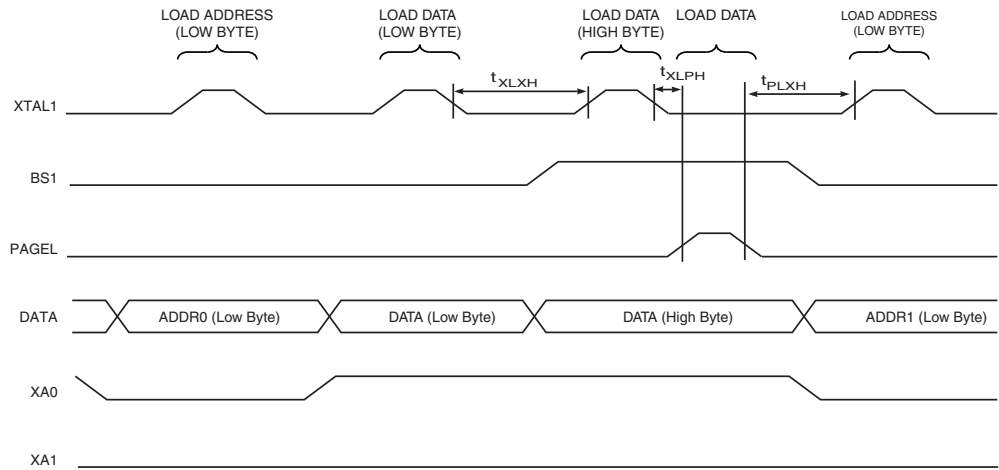 LOAD ADDRESS
(LOW BYTE)
LOAD DATA
(LOW BYTE)
LOAD DATA
(HIGH BYTE)
LOAD DATA
LOAD ADDRESS
(LOW BYTE)
tXLXH
tXLPH
tPLXH
XTAL1
BS1
PAGEL
DATA
ADDR0 (Low Byte)
DATA (Low Byte)
DATA (High Byte)
ADDR1 (Low Byte)
XA0
XA1